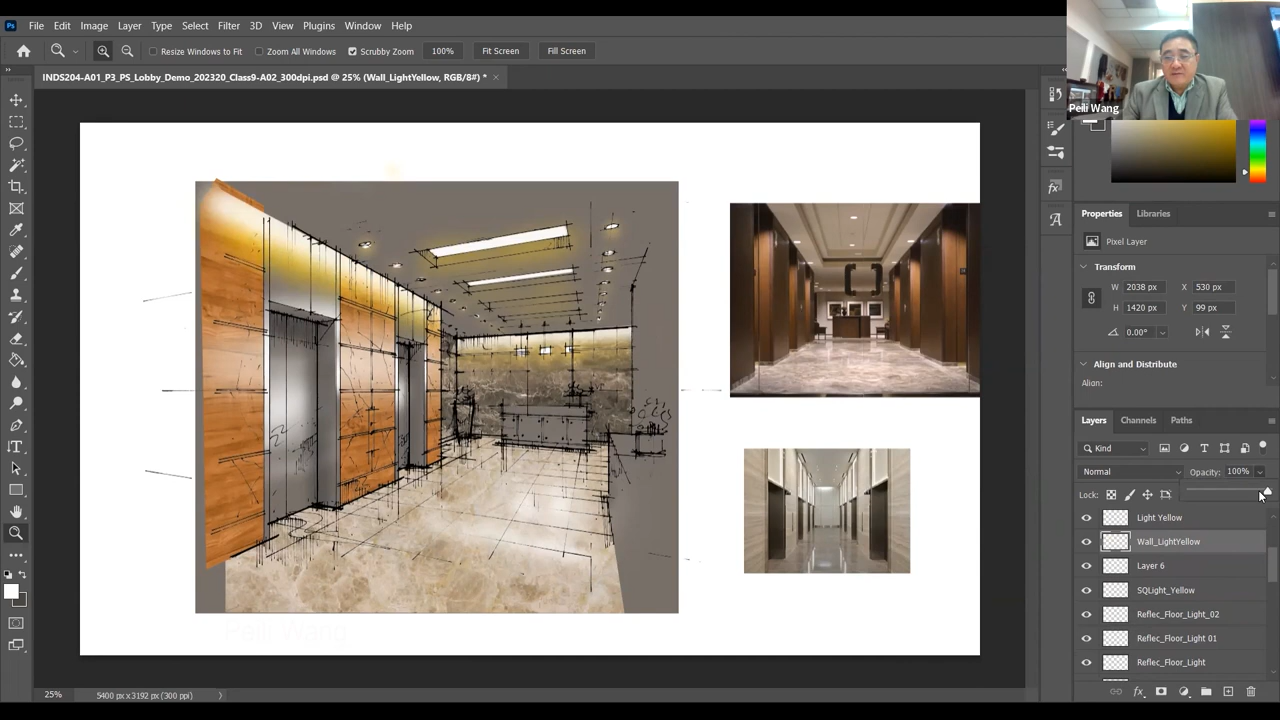 Ps File Edit Image Layer Type Select Filter 3D View Plugins Window Help
Resize Windows to Fit Zoom All Windows Scrubby Zoom 100% Fit Screen Fill Screen
INDS204-A01_P3_PS_Lobby_Demo_202320_Class9-A02_300dpi.psd @ 25% (Wall_LightYellow, RGB/8#) *
Peili Wang
Properties Libraries
Pixel Layer
Transform
W 2038 px X 530 px
H 1420 px Y 99 px
0.00°
Align and Distribute
Align:
Layers Channels Paths
Kind
Normal Opacity: 100%
Lock:
Light Yellow
Wall_LightYellow
Layer 6
SQLight_Yellow
Reflec_Floor_Light_02
Reflec_Floor_Light 01
Reflec_Floor_Light
Peili Wang
25% 5400 px x 3192 px (300 ppi)